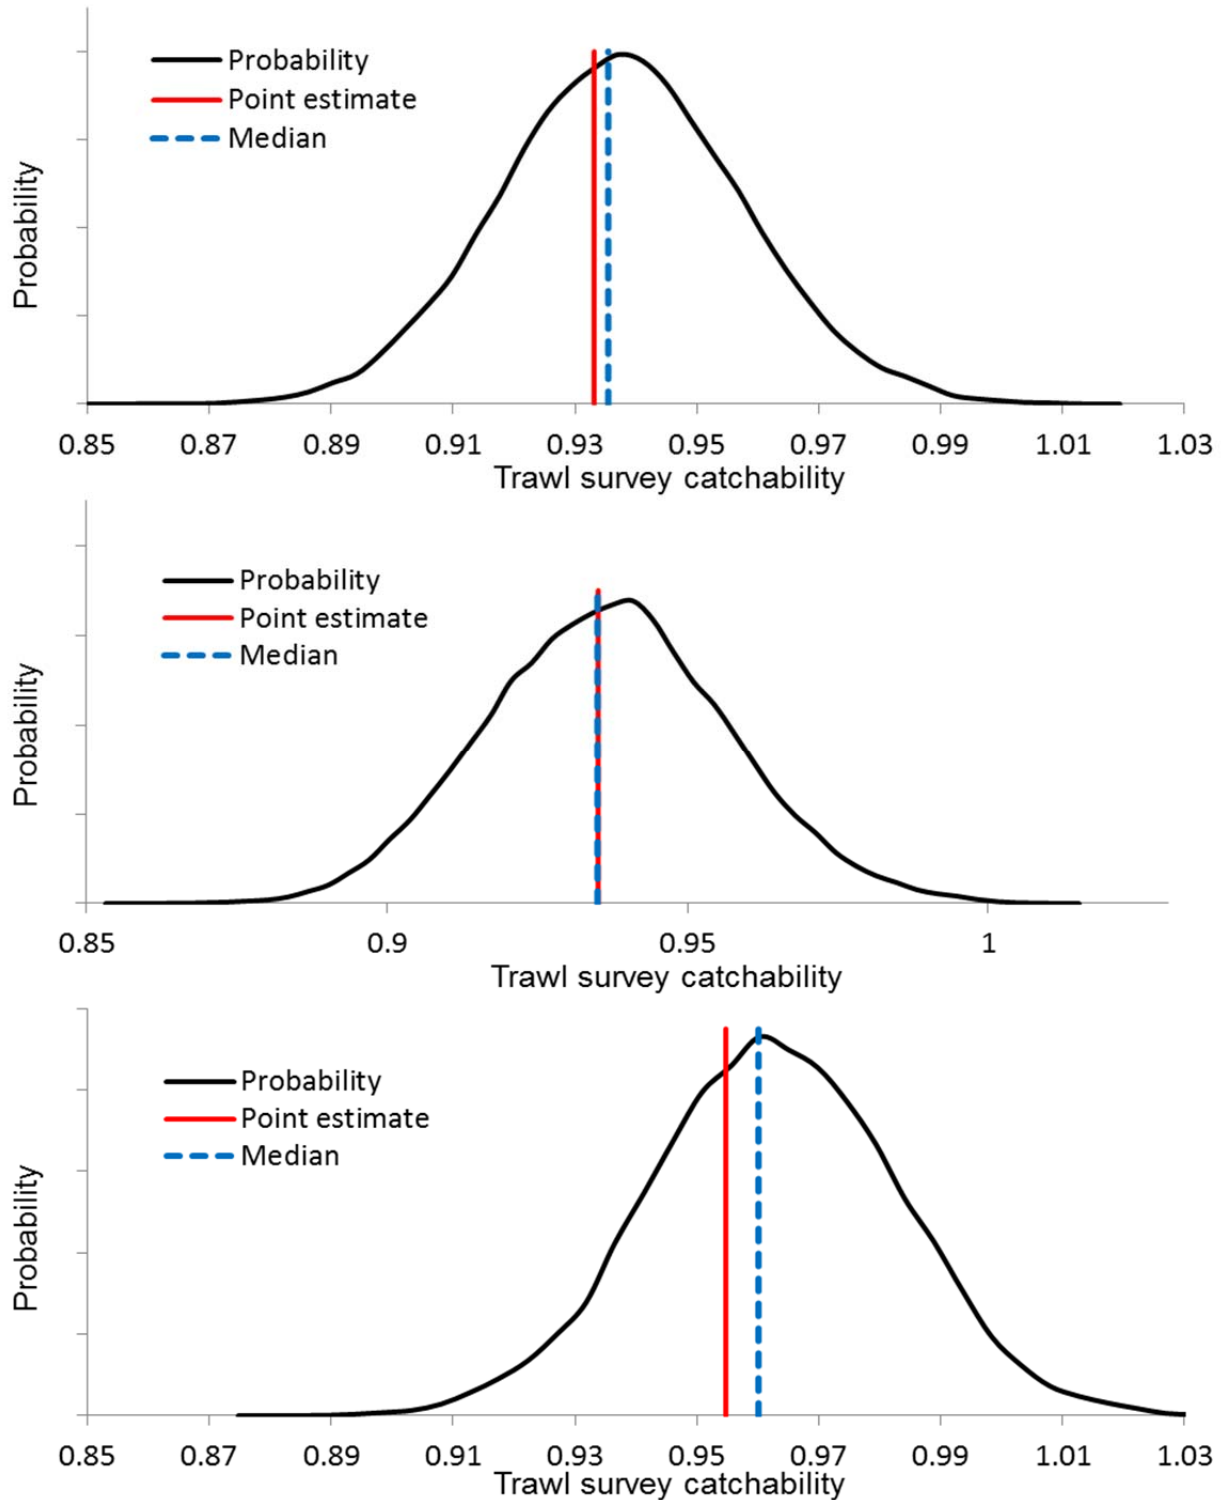 Probability
Point estimate
Median
Probability
0.85 0.87 0.89 0.91 0.93 0.95 0.97 0.99 1.01 1.03
Trawl survey catchability
Probability
Point estimate
Median
Probability
0.85 0.9 0.95 1
Trawl survey catchability
Probability
Point estimate
Median
Probability
0.85 0.87 0.89 0.91 0.93 0.95 0.97 0.99 1.01 1.03
Trawl survey catchability